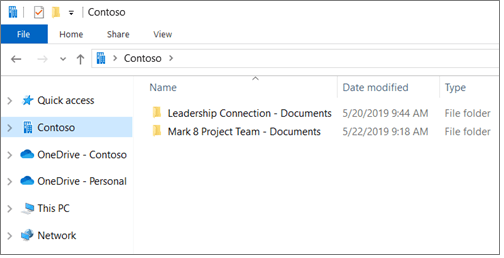 Contoso
File Home Share View
Contoso
Name Date modified Type
Quick access
Leadership Connection - Documents 5/20/2019 9:44 AM File folder
Contoso
Mark 8 Project Team - Documents 5/22/2019 9:18 AM File folder
OneDrive - Contoso
OneDrive - Personal
This PC
Network